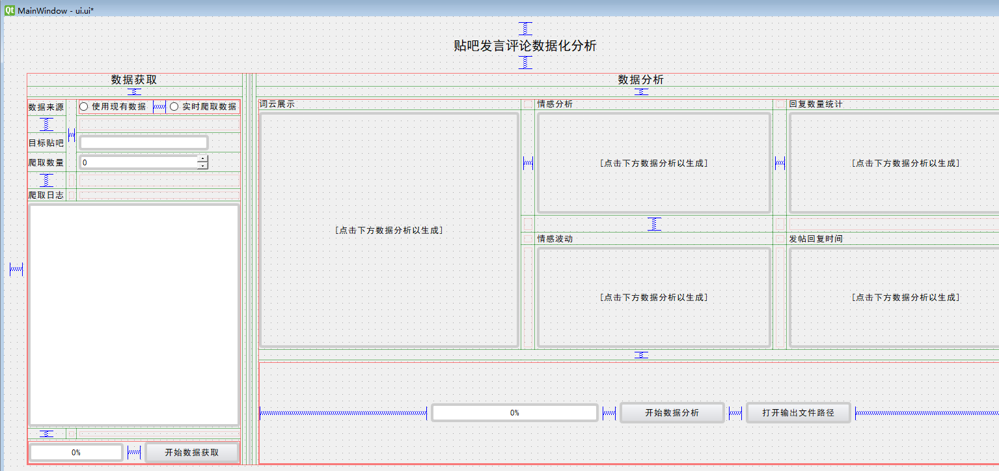 Qt MainWindow - ui.ui*
贴吧发言评论数据化分析
数据获取
数据来源 使用现有数据 实时爬取数据
目标贴吧
爬取数量 0
爬取日志
0% 开始数据获取
数据分析
词云展示
[点击下方数据分析以生成]
情感分析
[点击下方数据分析以生成]
回复数量统计
[点击下方数据分析以生成]
情感波动
[点击下方数据分析以生成]
发帖回复时间
[点击下方数据分析以生成]
0% 开始数据分析 打开输出文件路径